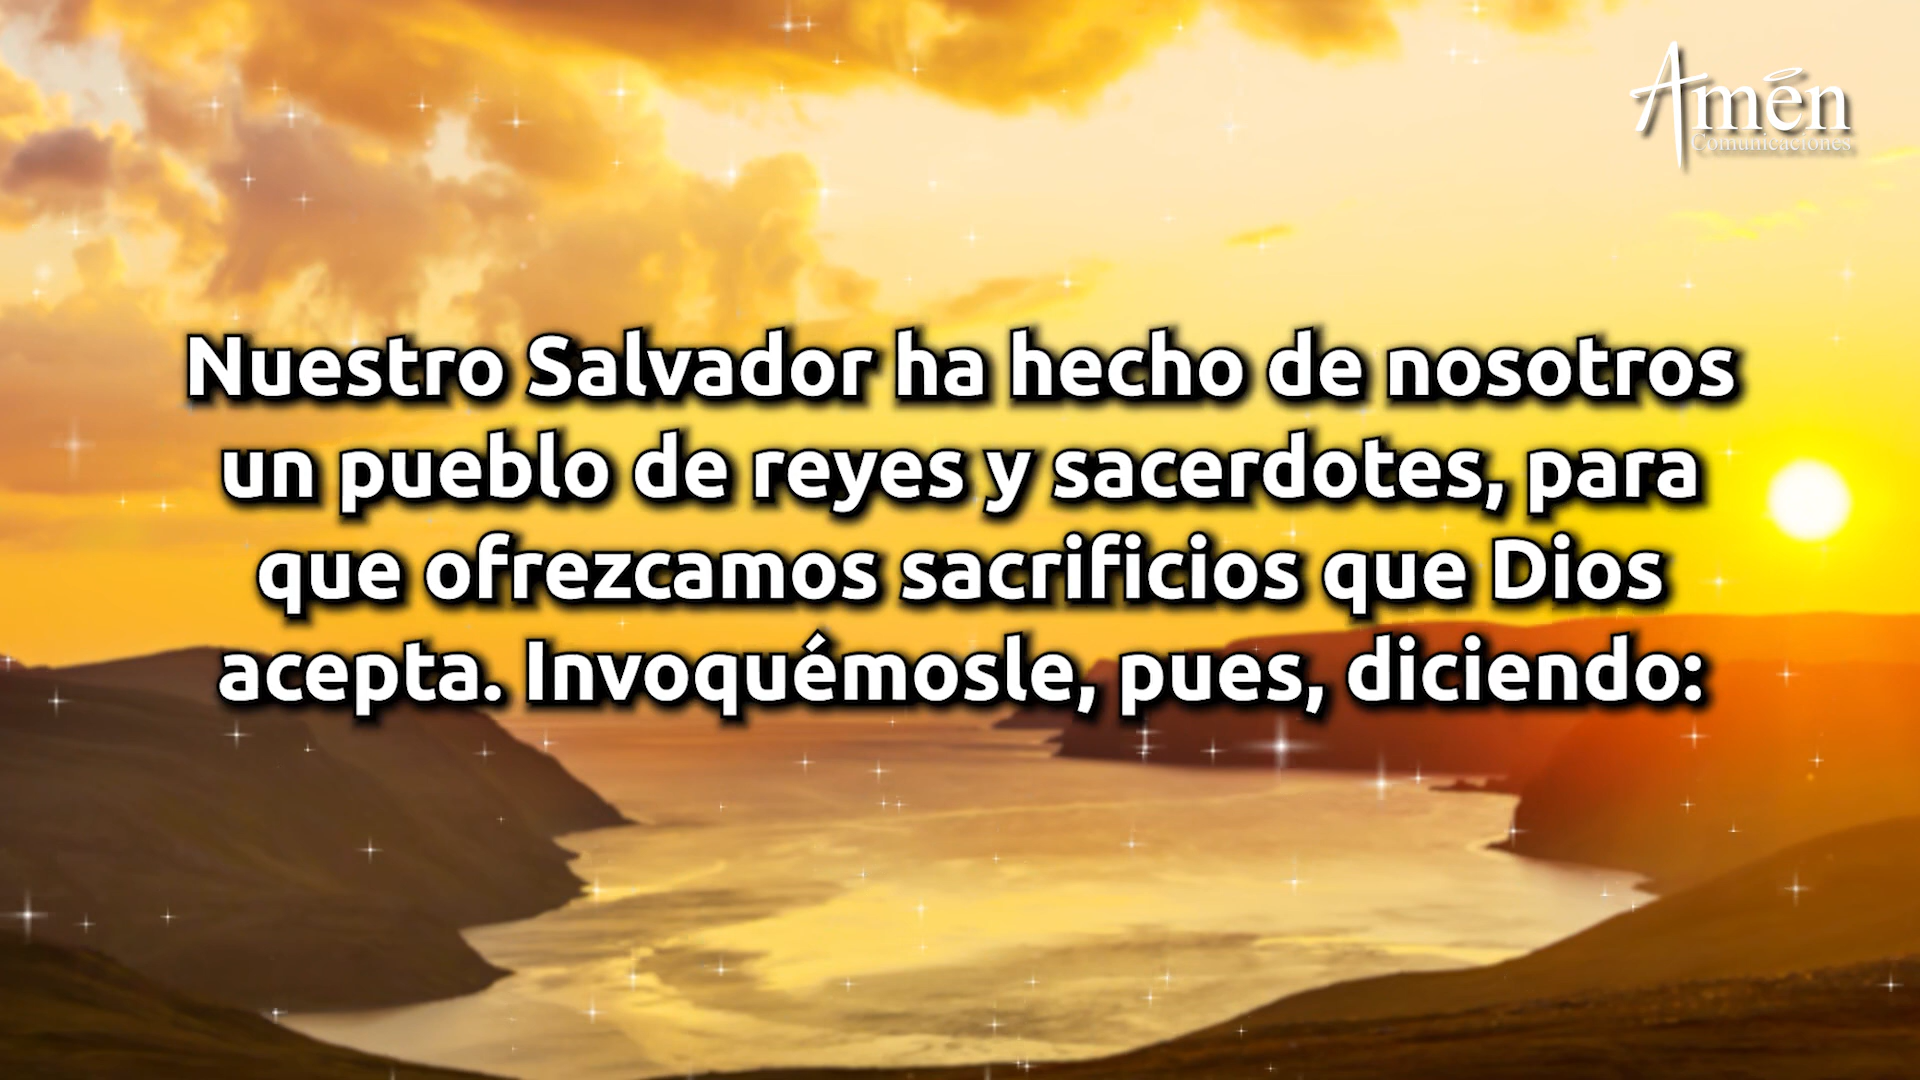 Amén
Comunicaciones
Nuestro Salvador ha hecho de nosotros
un pueblo de reyes y sacerdotes, para
que ofrezcamos sacrificios que Dios
acepta. Invoquémosle, pues, diciendo: